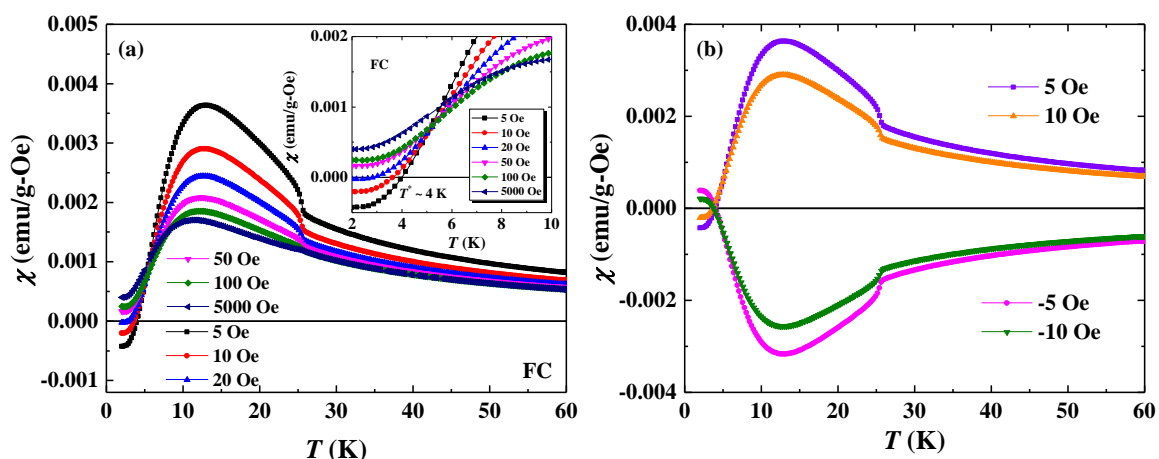 (a)
FC
χ (emu/g-Oe)
0.005
0.004
0.003
0.002
0.001
0.000
-0.001
0
10
20
30
40
50
60
T (K)
50 Oe
100 Oe
5000 Oe
5 Oe
10 Oe
20 Oe
FC
χ (emu/g-Oe)
0.002
0.001
0.000
2
4
6
8
10
T (K)
5 Oe
10 Oe
20 Oe
50 Oe
100 Oe
5000 Oe
T* ~ 4 K
(b)
χ (emu/g-Oe)
0.004
0.002
0.000
-0.002
-0.004
0
10
20
30
40
50
60
T (K)
5 Oe
10 Oe
-5 Oe
-10 Oe